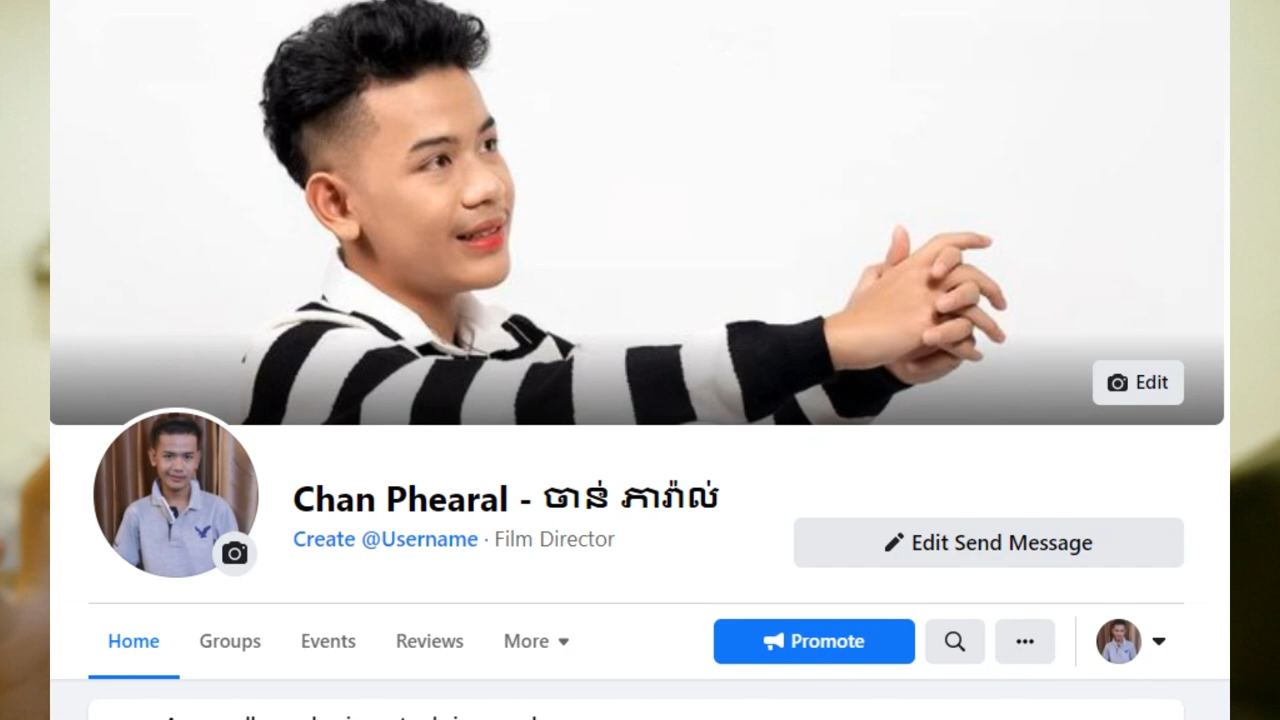 Edit
Chan Phearal - ចាន់ ភារ៉ាល់
Create @Username · Film Director
Edit Send Message
Home
Groups
Events
Reviews
More
Promote